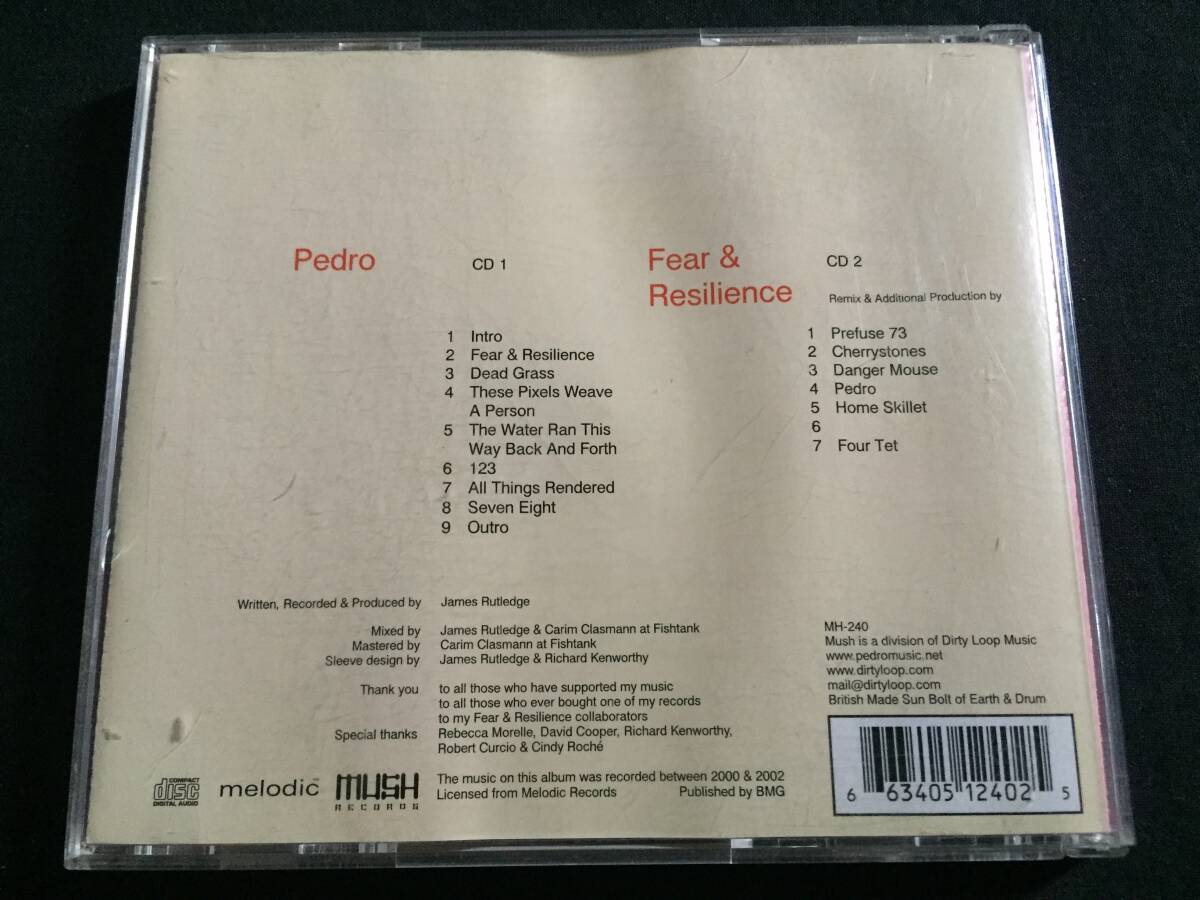 Pedro
CD 1
1 Intro
2 Fear & Resilience
3 Dead Grass
4 These Pixels Weave
A Person
5 The Water Ran This
Way Back And Forth
6 123
7 All Things Rendered
8 Seven Eight
9 Outro
Fear &
Resilience
CD 2
Remix & Additional Production by
1 Prefuse 73
2 Cherrystones
3 Danger Mouse
4 Pedro
5 Home Skillet
6
7 Four Tet
Written, Recorded & Produced by James Rutledge
Mixed by James Rutledge & Carim Clasmann at Fishtank
Mastered by Carim Clasmann at Fishtank
Sleeve design by James Rutledge & Richard Kenworthy
Thank you to all those who have supported my music
to all those who ever bought one of my records
to my Fear & Resilience collaborators
Special thanks Rebecca Morelle, David Cooper, Richard Kenworthy,
Robert Curcio & Cindy Roché
MH-240
Mush is a division of Dirty Loop Music
www.pedromusic.net
www.dirtyloop.com
mail@dirtyloop.com
British Made Sun Bolt of Earth & Drum
COMPACT
disc
DIGITAL AUDIO
melodic™
MUSH
RECORDS
The music on this album was recorded between 2000 & 2002
Licensed from Melodic Records Published by BMG
6 63405 12402 5